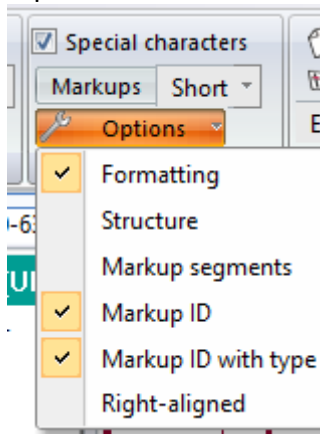 Special characters
Markups Short
Options
Formatting
Structure
Markup segments
Markup ID
Markup ID with type
Right-aligned